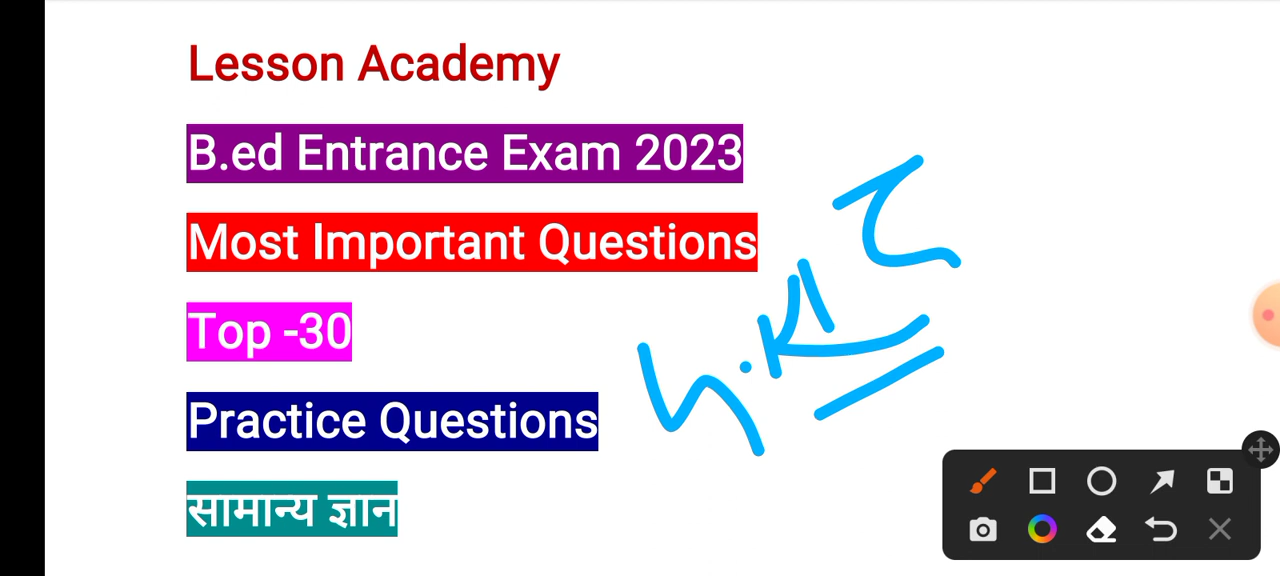 Lesson Academy
B.ed Entrance Exam 2023
Most Important Questions
Top -30
Practice Questions
सामान्य ज्ञान